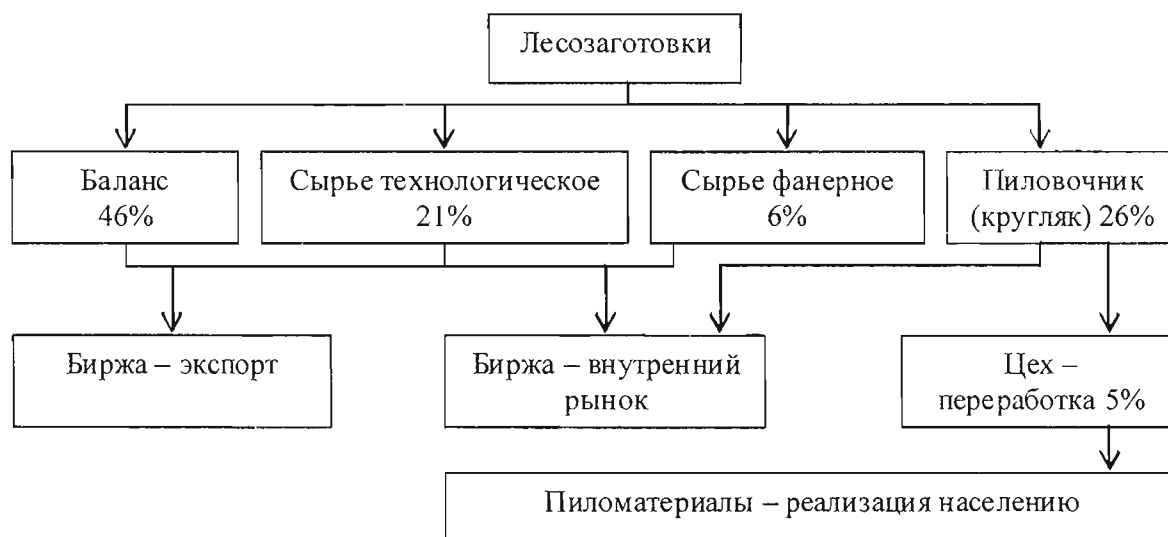 Лесозаготовки
Баланс
46%
Сырье технологическое
21%
Сырье фанерное
6%
Пиловочник
(кругляк) 26%
Биржа – экспорт
Биржа – внутренний
рынок
Цех –
переработка 5%
Пиломатериалы – реализация населению